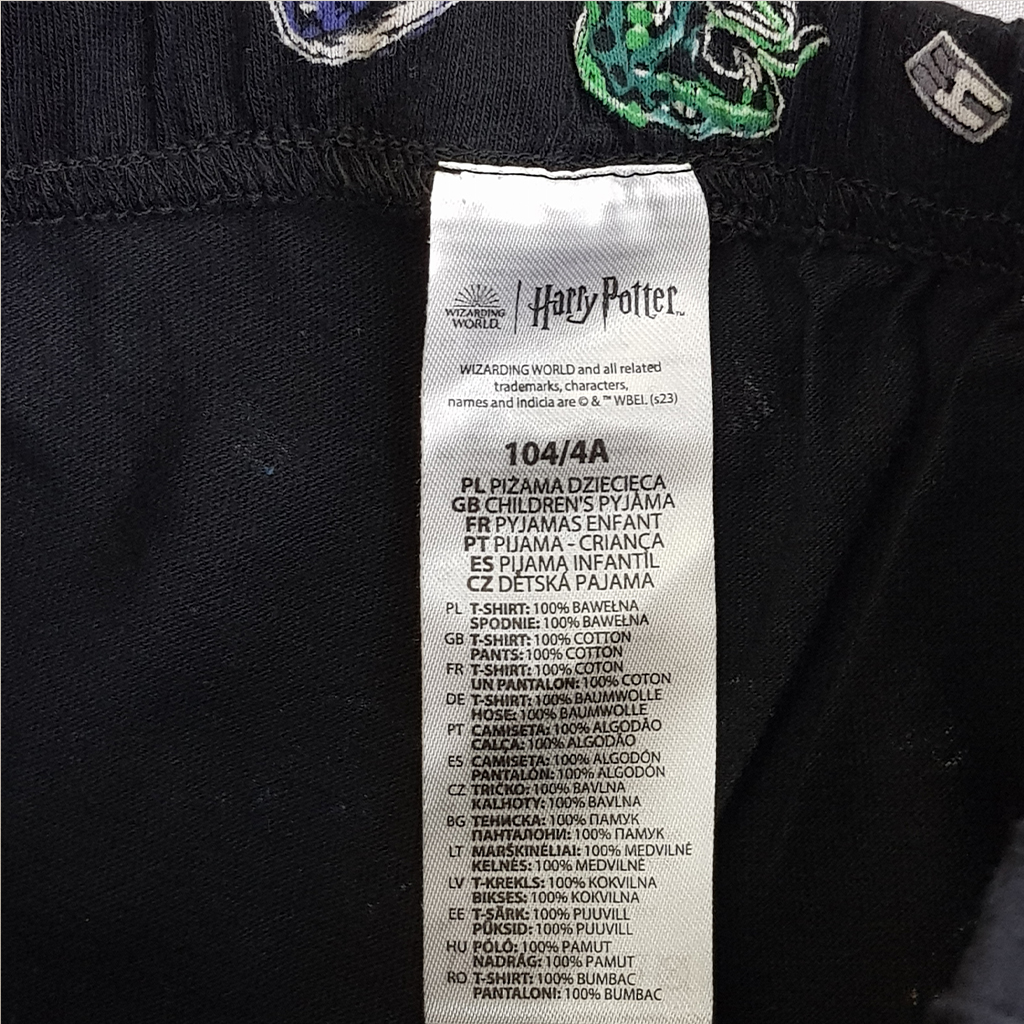 WIZARDING
WORLD
Harry Potter™
WIZARDING WORLD and all related
trademarks, characters,
names and indicia are © & ™ WBEI. (s23)
104/4A
PL PIŻAMA DZIECIĘCA
GB CHILDREN'S PYJAMA
FR PYJAMAS ENFANT
PT PIJAMA - CRIANÇA
ES PIJAMA INFANTIL
CZ DĚTSKÁ PAJAMA
PL T-SHIRT: 100% BAWEŁNA
SPODNIE: 100% BAWEŁNA
GB T-SHIRT: 100% COTTON
PANTS: 100% COTTON
FR T-SHIRT: 100% COTON
UN PANTALON: 100% COTON
DE T-SHIRT: 100% BAUMWOLLE
HOSE: 100% BAUMWOLLE
PT CAMISETA: 100% ALGODÃO
CALÇA: 100% ALGODÃO
ES CAMISETA: 100% ALGODÓN
PANTALÓN: 100% ALGODÓN
CZ TRIČKO: 100% BAVLNA
KALHOTY: 100% BAVLNA
BG ТЕНИСКА: 100% ПАМУК
ПАНТАЛОНИ: 100% ПАМУК
LT MARŠKINĖLIAI: 100% MEDVILNĖ
KELNĖS: 100% MEDVILNĖ
LV T-KREKLS: 100% KOKVILNA
BIKSES: 100% KOKVILNA
EE T-SÄRK: 100% PUUVILL
PÜKSID: 100% PUUVILL
HU PÓLÓ: 100% PAMUT
NADRÁG: 100% PAMUT
RO T-SHIRT: 100% BUMBAC
PANTALONI: 100% BUMBAC